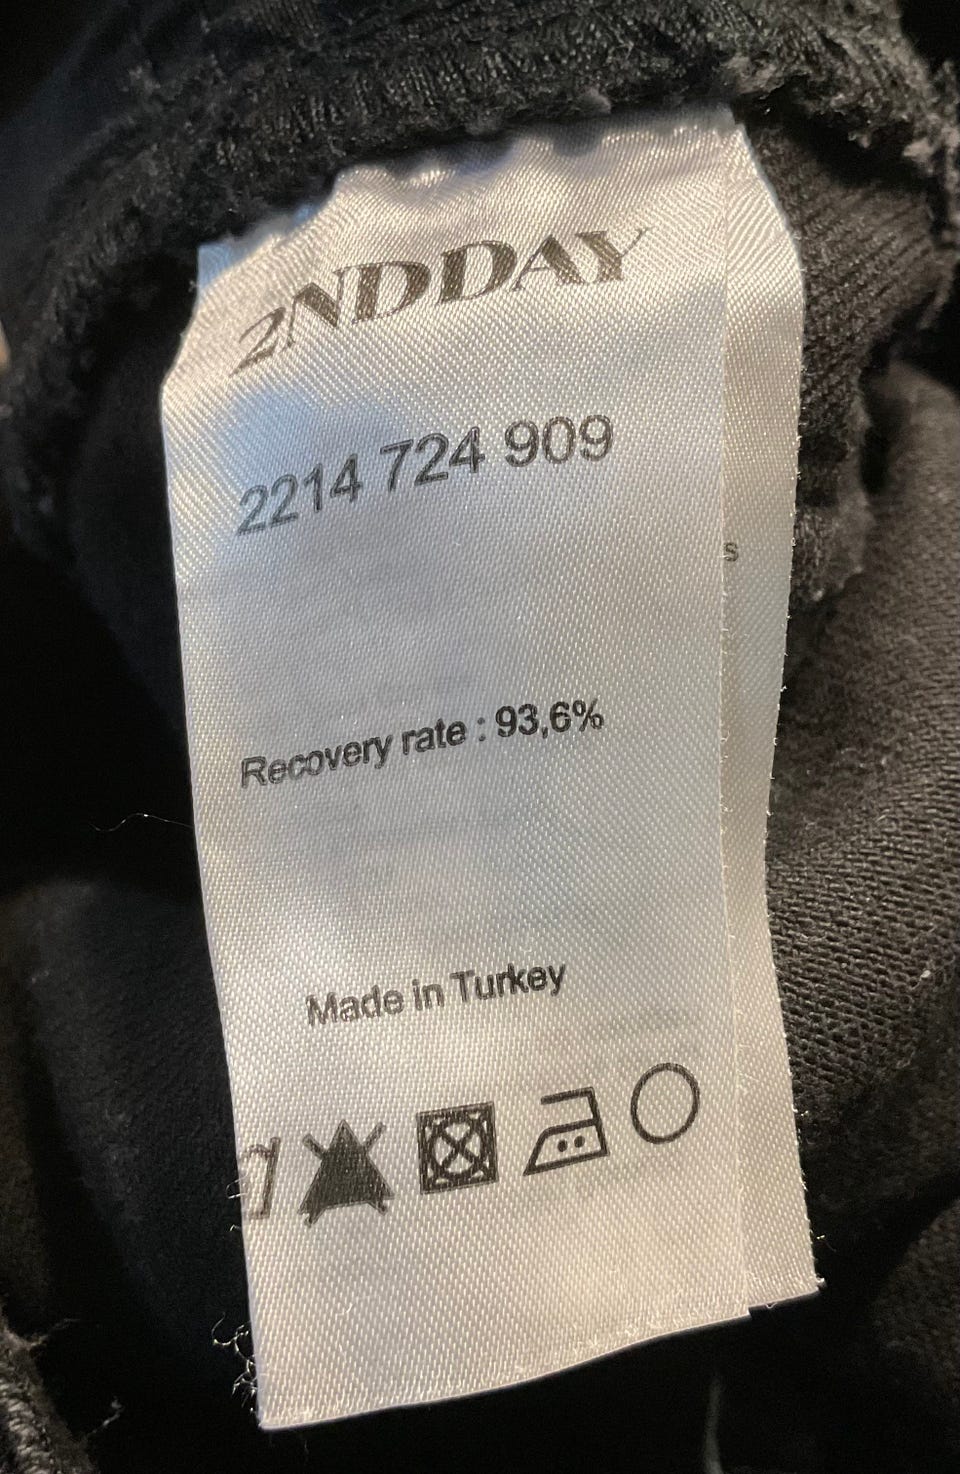 2NDDAY
2214 724 909
s
Recovery rate : 93,6%
Made in Turkey